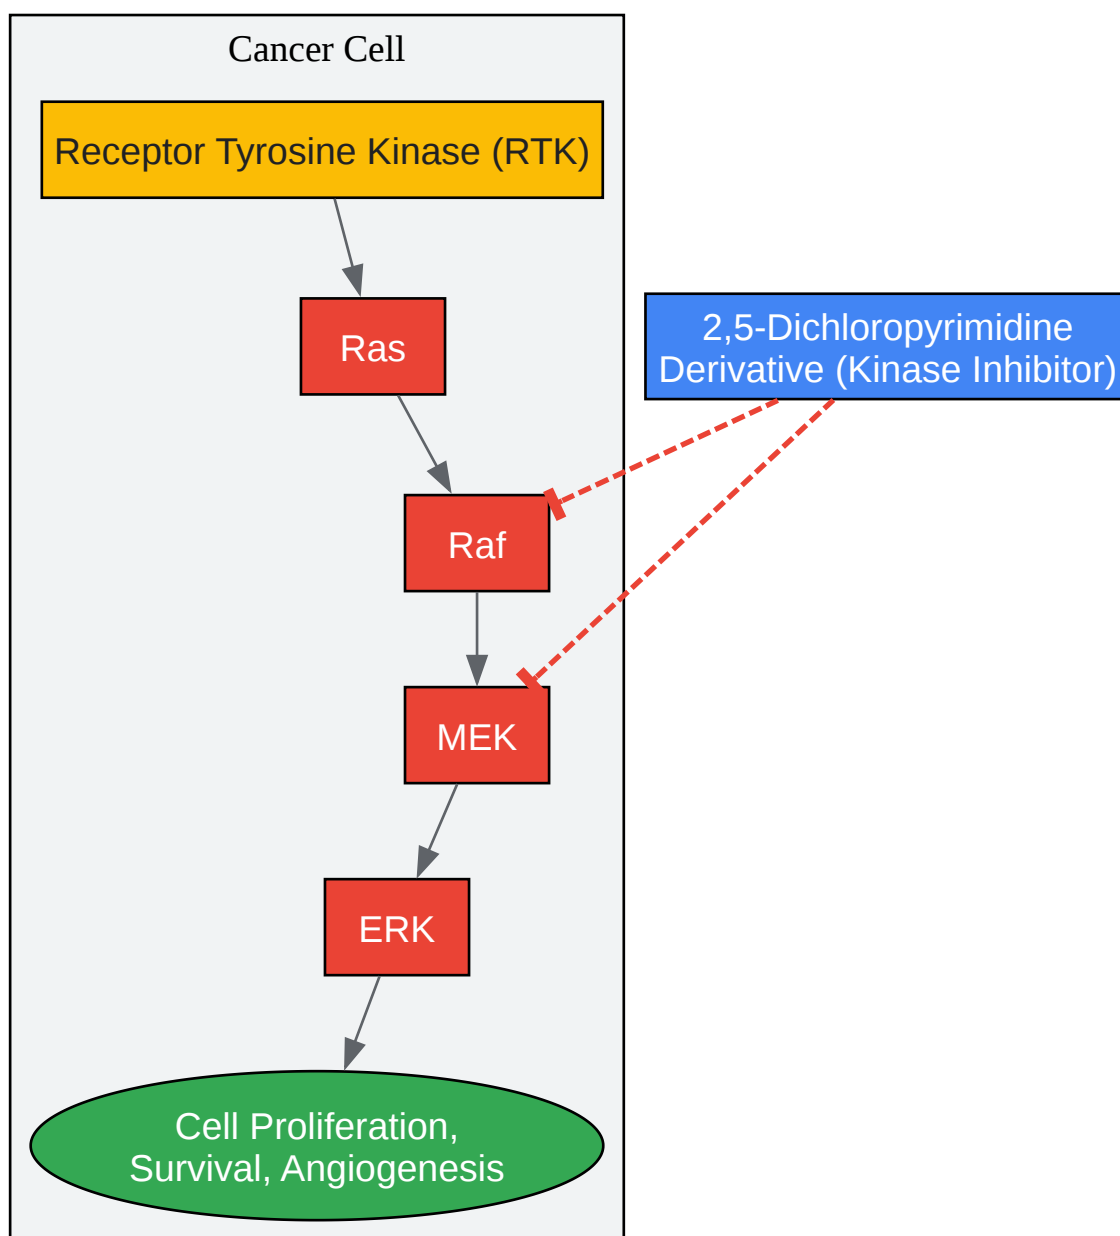 Cancer Cell
Receptor Tyrosine Kinase (RTK)
Ras
2,5-Dichloropyrimidine
Derivative (Kinase Inhibitor)
Raf
MEK
ERK
Cell Proliferation,
Survival, Angiogenesis